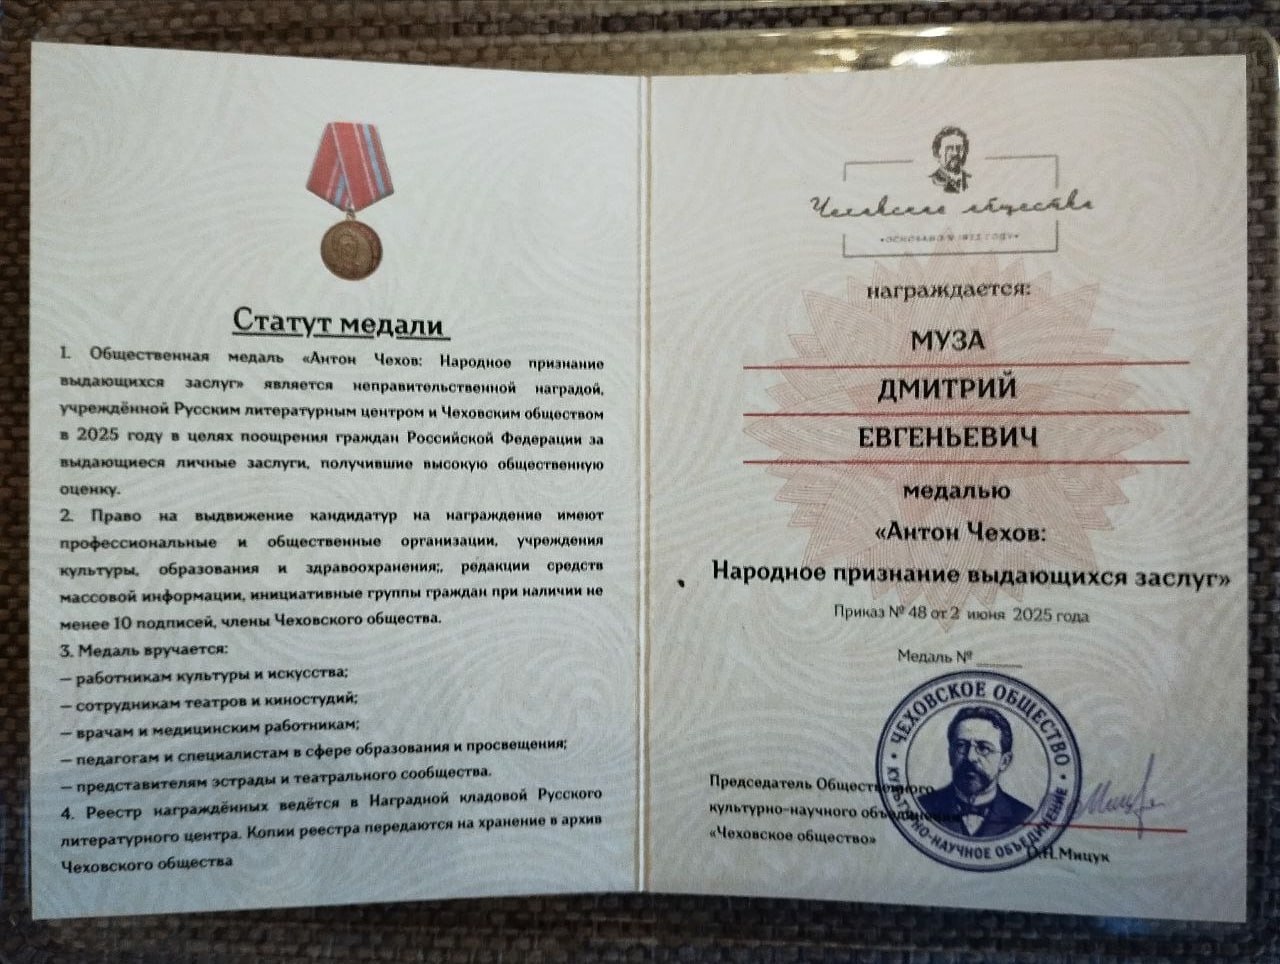 Статут медали
1. Общественная медаль «Антон Чехов: Народное признание
выдающихся заслуг» является неправительственной наградой,
учреждённой Русским литературным центром и Чеховским обществом
в 2025 году в целях поощрения граждан Российской Федерации за
выдающиеся личные заслуги, получившие высокую общественную
оценку.
2. Право на выдвижение кандидатур на награждение имеют
профессиональные и общественные организации, учреждения
культуры, образования и здравоохранения;, редакции средств
массовой информации, инициативные группы граждан при наличии не
менее 10 подписей, члены Чеховского общества.
3. Медаль вручается:
— работникам культуры и искусства;
— сотрудникам театров и киностудий;
— врачам и медицинским работникам;
— педагогам и специалистам в сфере образования и просвещения;
— представителям эстрады и театрального сообщества.
4. Реестр награждённых ведётся в Наградной кладовой Русского
литературного центра. Копии реестра передаются на хранение в архив
Чеховского общества
Чеховское общество
награждается:
МУЗА
ДМИТРИЙ
ЕВГЕНЬЕВИЧ
медалью
«Антон Чехов:
Народное признание выдающихся заслуг»
Приказ № 48 от 2 июня 2025 года
Медаль № ______
ЧЕХОВСКОЕ ОБЩЕСТВО
КУЛЬТУРНО-НАУЧНОЕ ОБЪЕДИНЕНИЕ
Председатель Общественного
культурно-научного объединения
«Чеховское общество»
Мицук